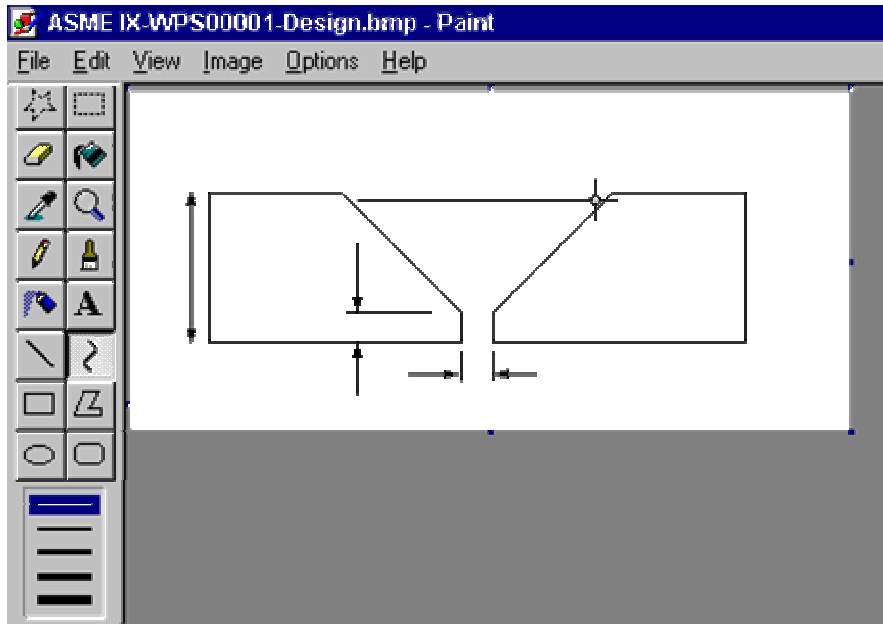 ASME IX-WPS00001-Design.bmp - Paint
File Edit View Image Options Help
A